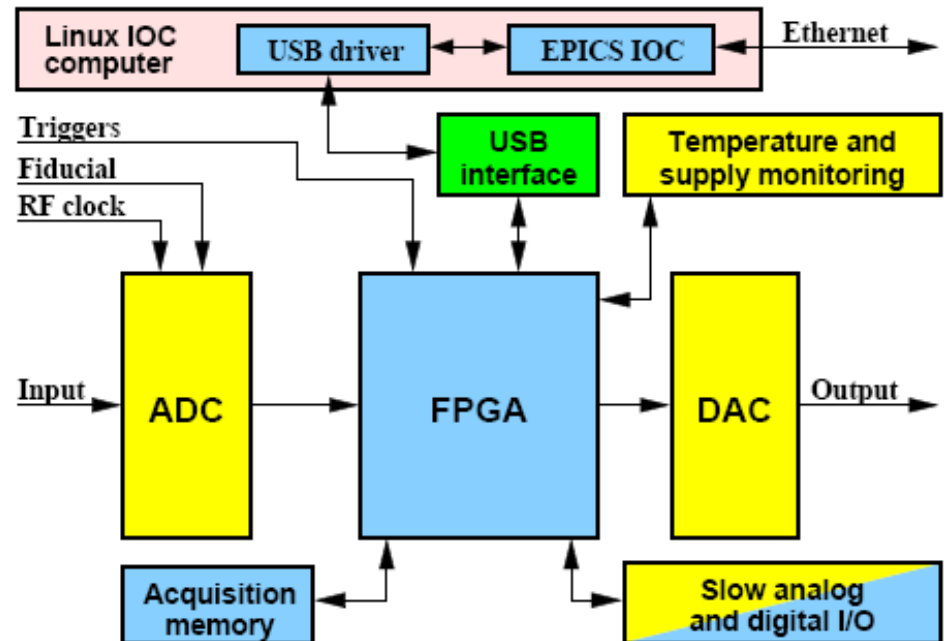 Linux IOC
computer
USB driver
EPICS IOC
Ethernet
Triggers
Fiducial
RF clock
USB
interface
Temperature and
supply monitoring
Input
ADC
FPGA
DAC
Output
Acquisition
memory
Slow analog
and digital I/O